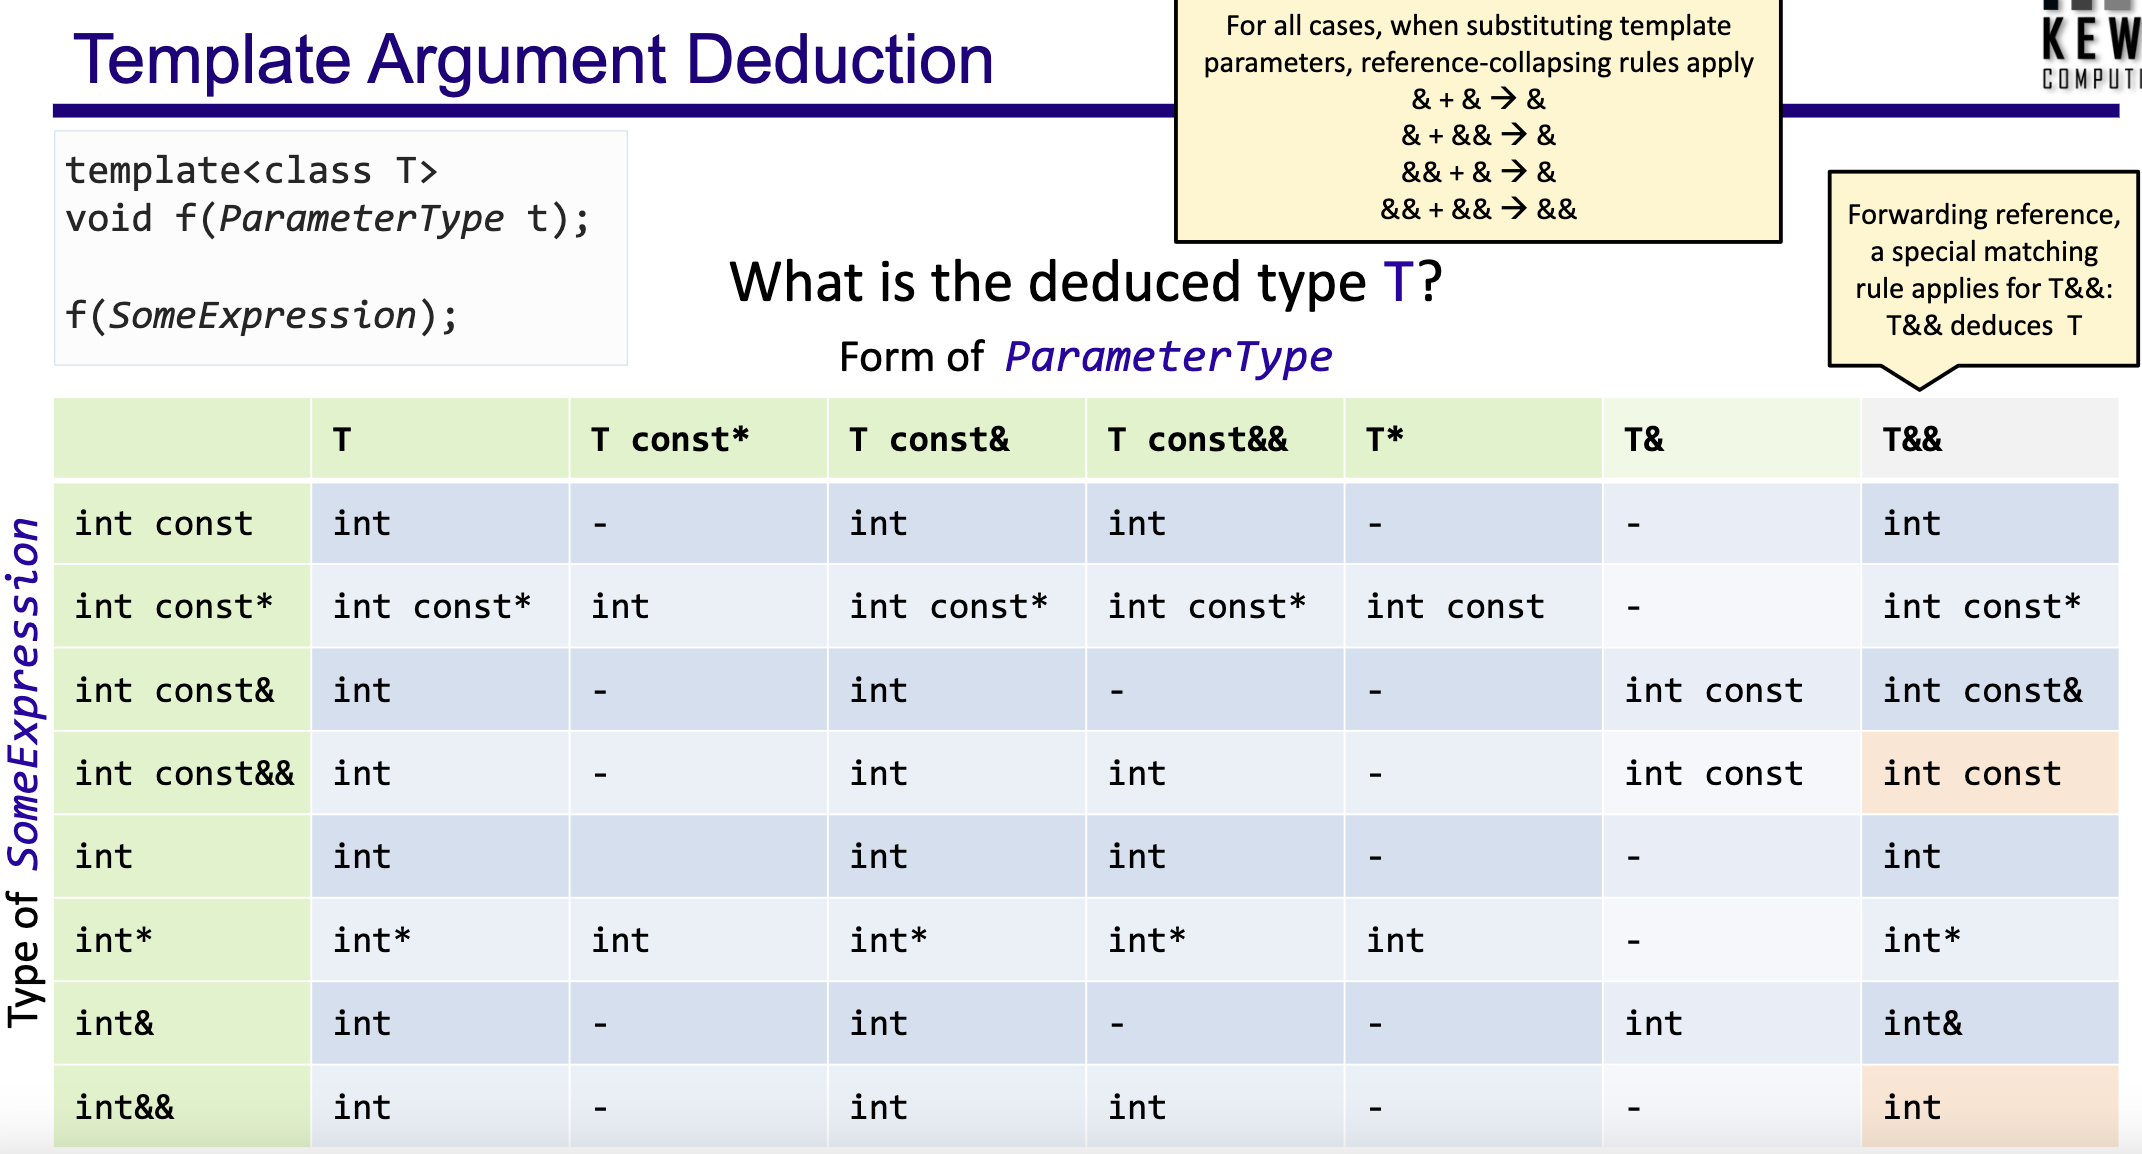 Template Argument Deduction
For all cases, when substituting template
parameters, reference-collapsing rules apply
& + & → &
& + && → &
&& + & → &
&& + && → &&
KEW
COMPUTI
template<class T>
void f(ParameterType t);
f(SomeExpression);
Forwarding reference,
a special matching
rule applies for T&&:
T&& deduces T
What is the deduced type T?
Form of ParameterType
Type of SomeExpression
T T const* T const& T const&& T* T& T&&
int const int - int int - - int
int const* int const* int int const* int const* int const - int const*
int const& int - int - - int const int const&
int const&& int - int int - int const int const
int int int int - - int
int* int* int int* int* int - int*
int& int - int - - int int&
int&& int - int int - - int